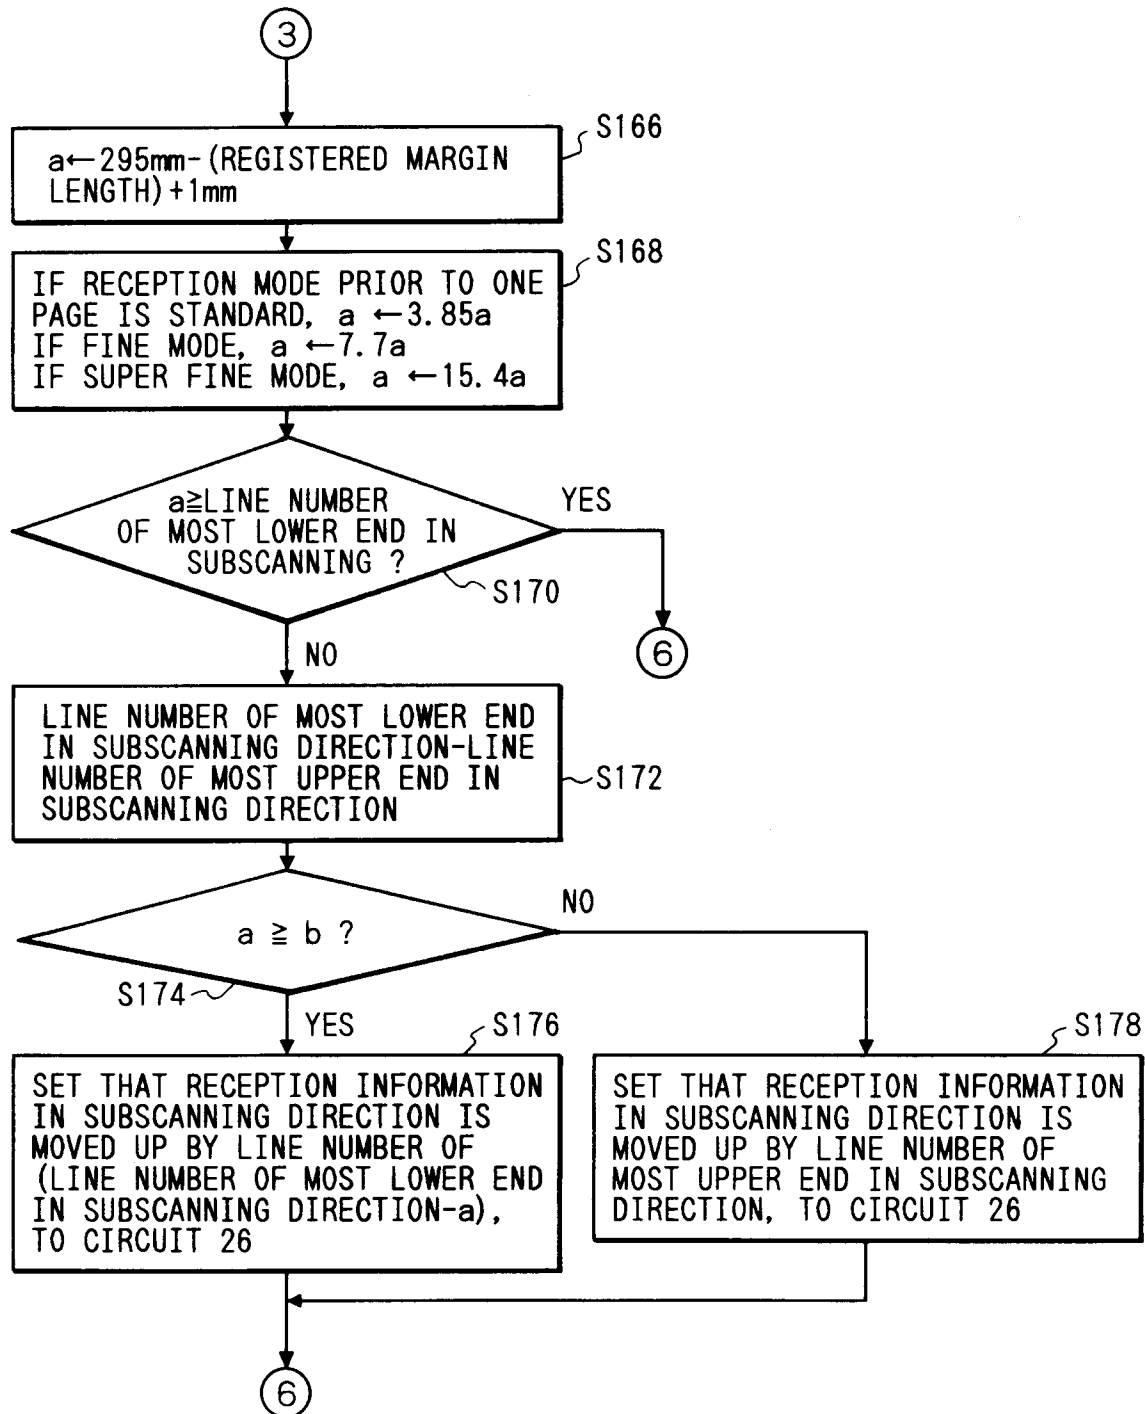 3
S166
a←295mm-(REGISTERED MARGIN
LENGTH)+1mm
S168
IF RECEPTION MODE PRIOR TO ONE
PAGE IS STANDARD, a ←3.85a
IF FINE MODE, a ←7.7a
IF SUPER FINE MODE, a ←15.4a
a≧LINE NUMBER
OF MOST LOWER END IN
SUBSCANNING ?
YES
S170
6
NO
LINE NUMBER OF MOST LOWER END
IN SUBSCANNING DIRECTION-LINE
NUMBER OF MOST UPPER END IN
SUBSCANNING DIRECTION
S172
a ≧ b ?
NO
S174
YES
S176
SET THAT RECEPTION INFORMATION
IN SUBSCANNING DIRECTION IS
MOVED UP BY LINE NUMBER OF
(LINE NUMBER OF MOST LOWER END
IN SUBSCANNING DIRECTION-a),
TO CIRCUIT 26
S178
SET THAT RECEPTION INFORMATION
IN SUBSCANNING DIRECTION IS
MOVED UP BY LINE NUMBER OF
MOST UPPER END IN SUBSCANNING
DIRECTION, TO CIRCUIT 26
6